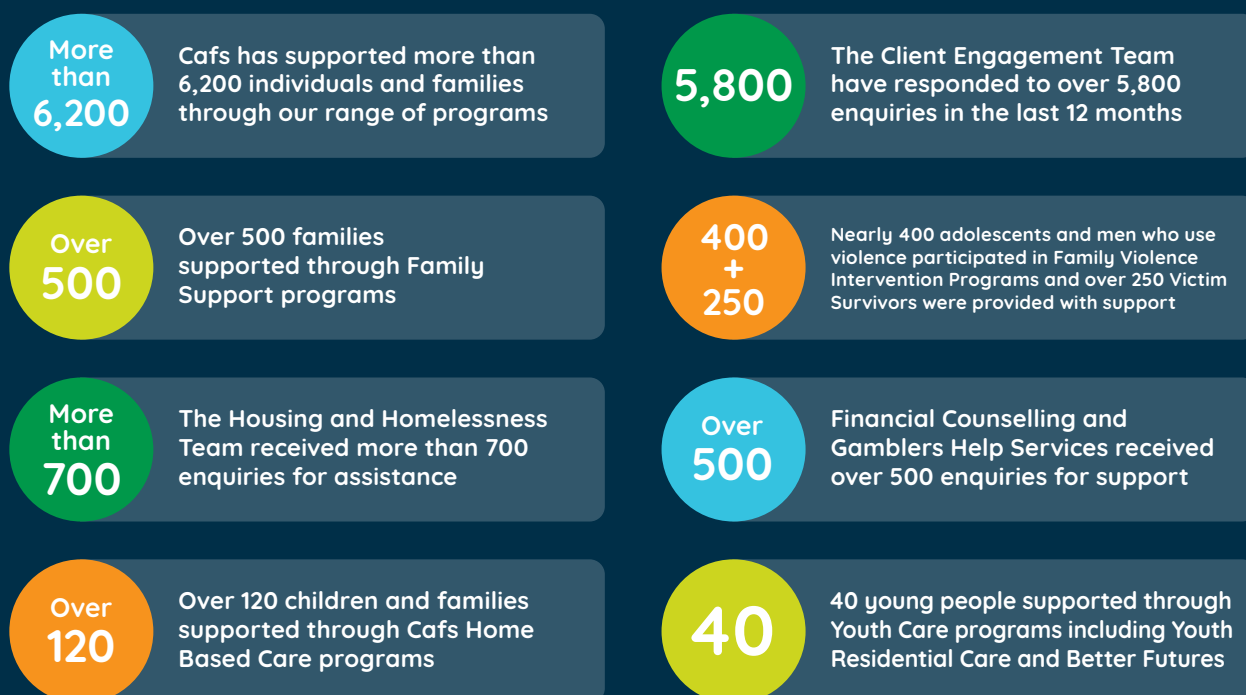 More
than
6,200
Cafs has supported more than
6,200 individuals and families
through our range of programs
5,800
The Client Engagement Team
have responded to over 5,800
enquiries in the last 12 months
Over
500
Over 500 families
supported through Family
Support programs
400
+
250
Nearly 400 adolescents and men who use
violence participated in Family Violence
Intervention Programs and over 250 Victim
Survivors were provided with support
More
than
700
The Housing and Homelessness
Team received more than 700
enquiries for assistance
Over
500
Financial Counselling and
Gamblers Help Services received
over 500 enquiries for support
Over
120
Over 120 children and families
supported through Cafs Home
Based Care programs
40
40 young people supported through
Youth Care programs including Youth
Residential Care and Better Futures